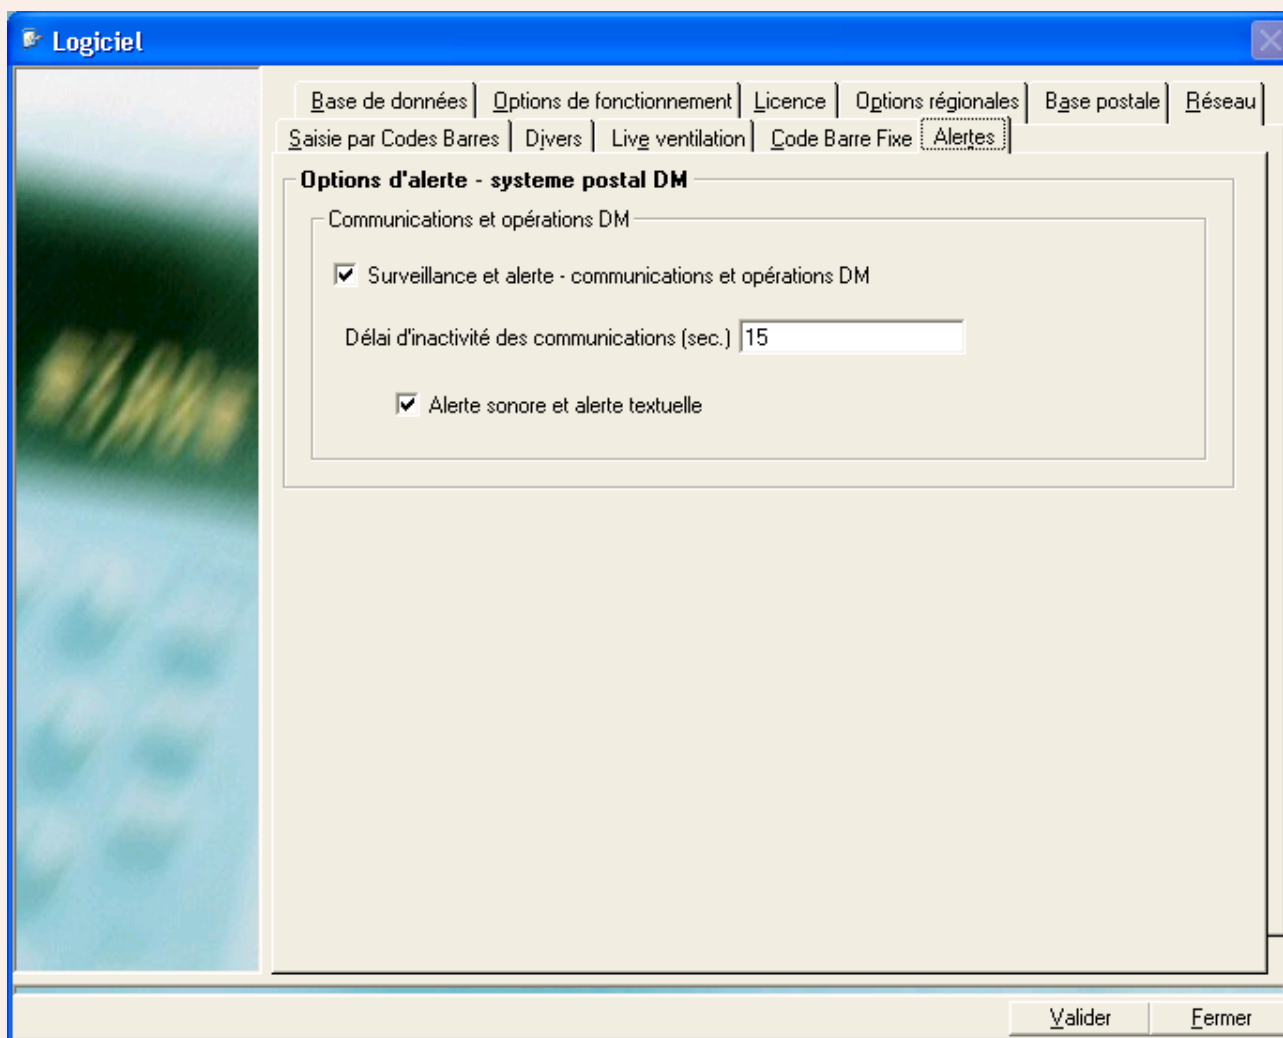 Logiciel
Base de données Options de fonctionnement Licence Options régionales Base postale Réseau
Saisie par Codes Barres Divers Live ventilation Code Barre Fixe Alertes
Options d'alerte - systeme postal DM
Communications et opérations DM
Surveillance et alerte - communications et opérations DM
Délai d'inactivité des communications (sec.) 15
Alerte sonore et alerte textuelle
Valider Fermer